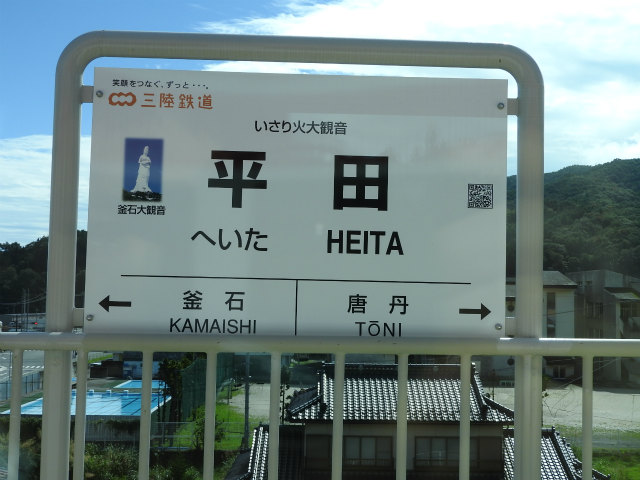 笑顔をつなぐ、ずっと・・・。
三陸鉄道
いさり火大観音
平田
釜石大観音
へいた HEITA
釜石 唐丹
KAMAISHI TŌNI